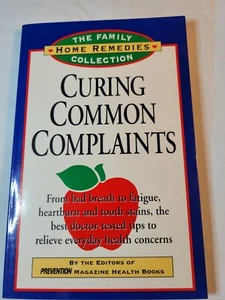 THE FAMILY
HOME REMEDIES
COLLECTION
CURING
COMMON
COMPLAINTS
From bad breath to fatigue,
heartburn and tooth stains, the
best doctor-tested tips to
relieve everyday health concerns
BY THE EDITORS OF
PREVENTION MAGAZINE HEALTH BOOKS